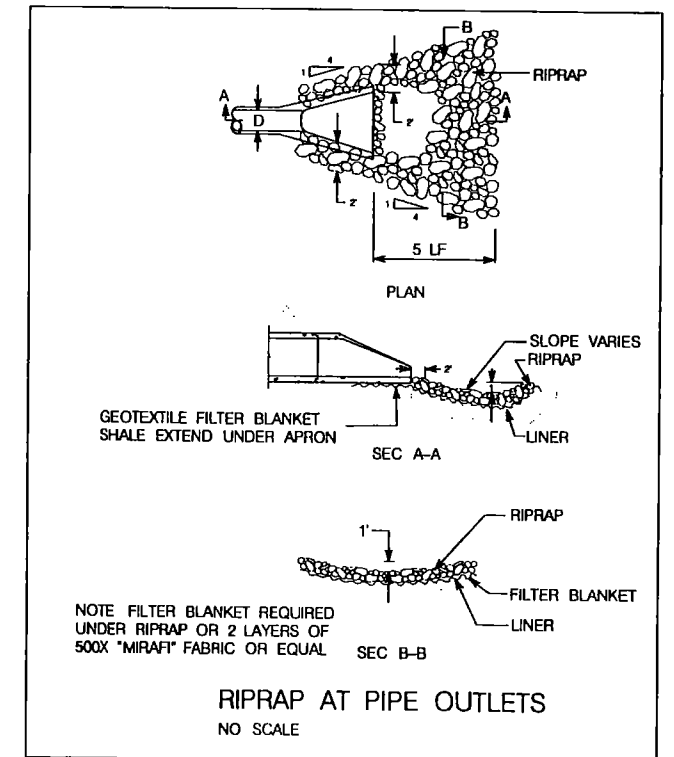 B
4
1
RIPRAP
A
A
D
2'
2'
1
4
B
5 LF
PLAN
SLOPE VARIES
RIPRAP
2'
GEOTEXTILE FILTER BLANKET
SHALE EXTEND UNDER APRON
LINER
SEC A-A
RIPRAP
1'
FILTER BLANKET
LINER
NOTE FILTER BLANKET REQUIRED
UNDER RIPRAP OR 2 LAYERS OF
500X "MIRAFI" FABRIC OR EQUAL
SEC B-B
RIPRAP AT PIPE OUTLETS
NO SCALE